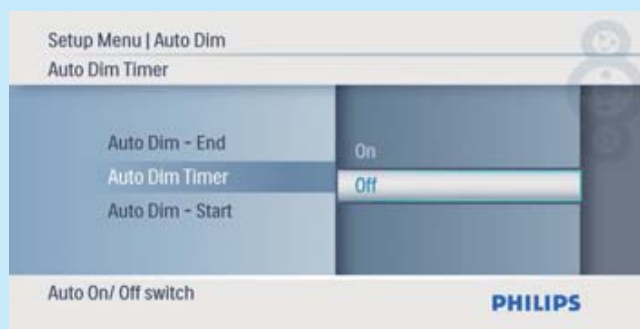 Setup Menu | Auto Dim
Auto Dim Timer
Auto Dim - End
On
Auto Dim Timer
Off
Auto Dim - Start
Auto On/ Off switch
PHILIPS